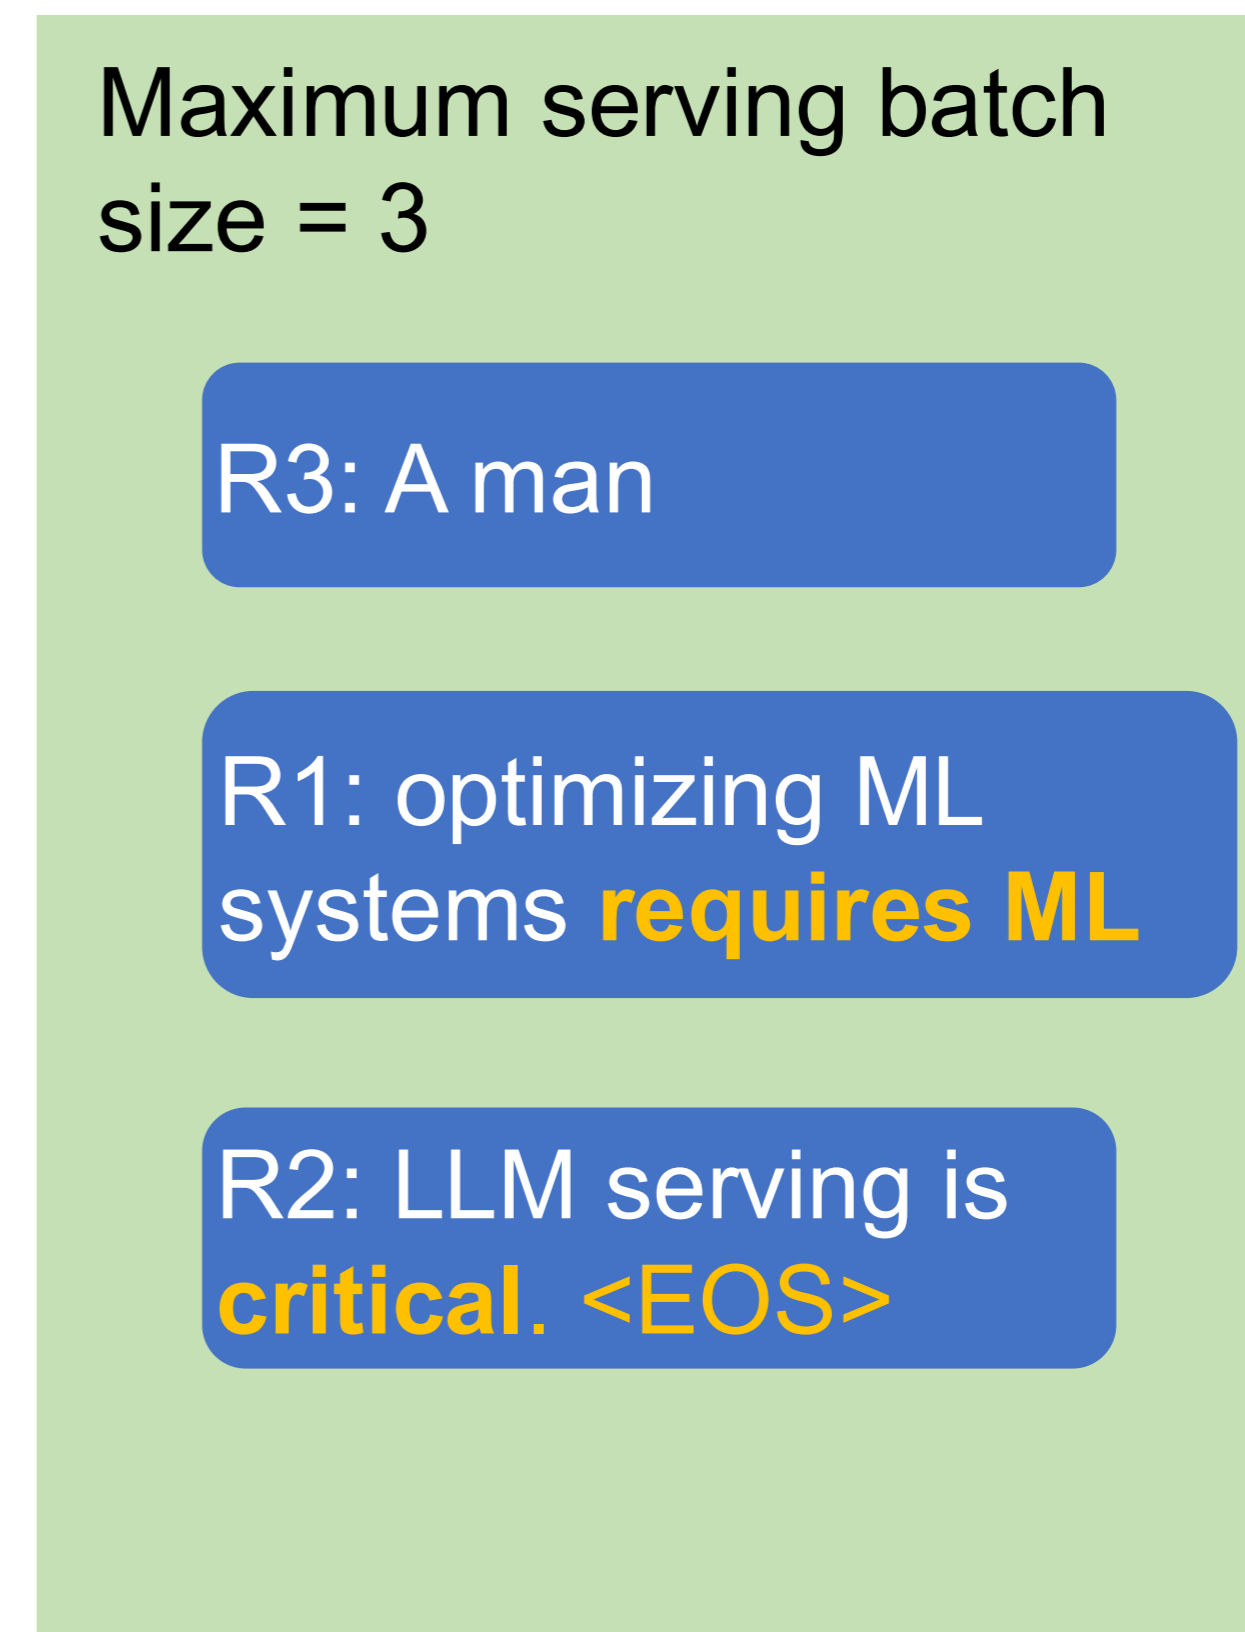 Maximum serving batch
size = 3
R3: A man
R1: optimizing ML
systems requires ML
R2: LLM serving is
critical. <EOS>